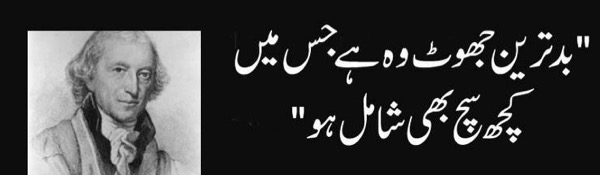 "بدترین جھوٹ وہ ہے جس میں
کچھ سچ بھی شامل ہو"